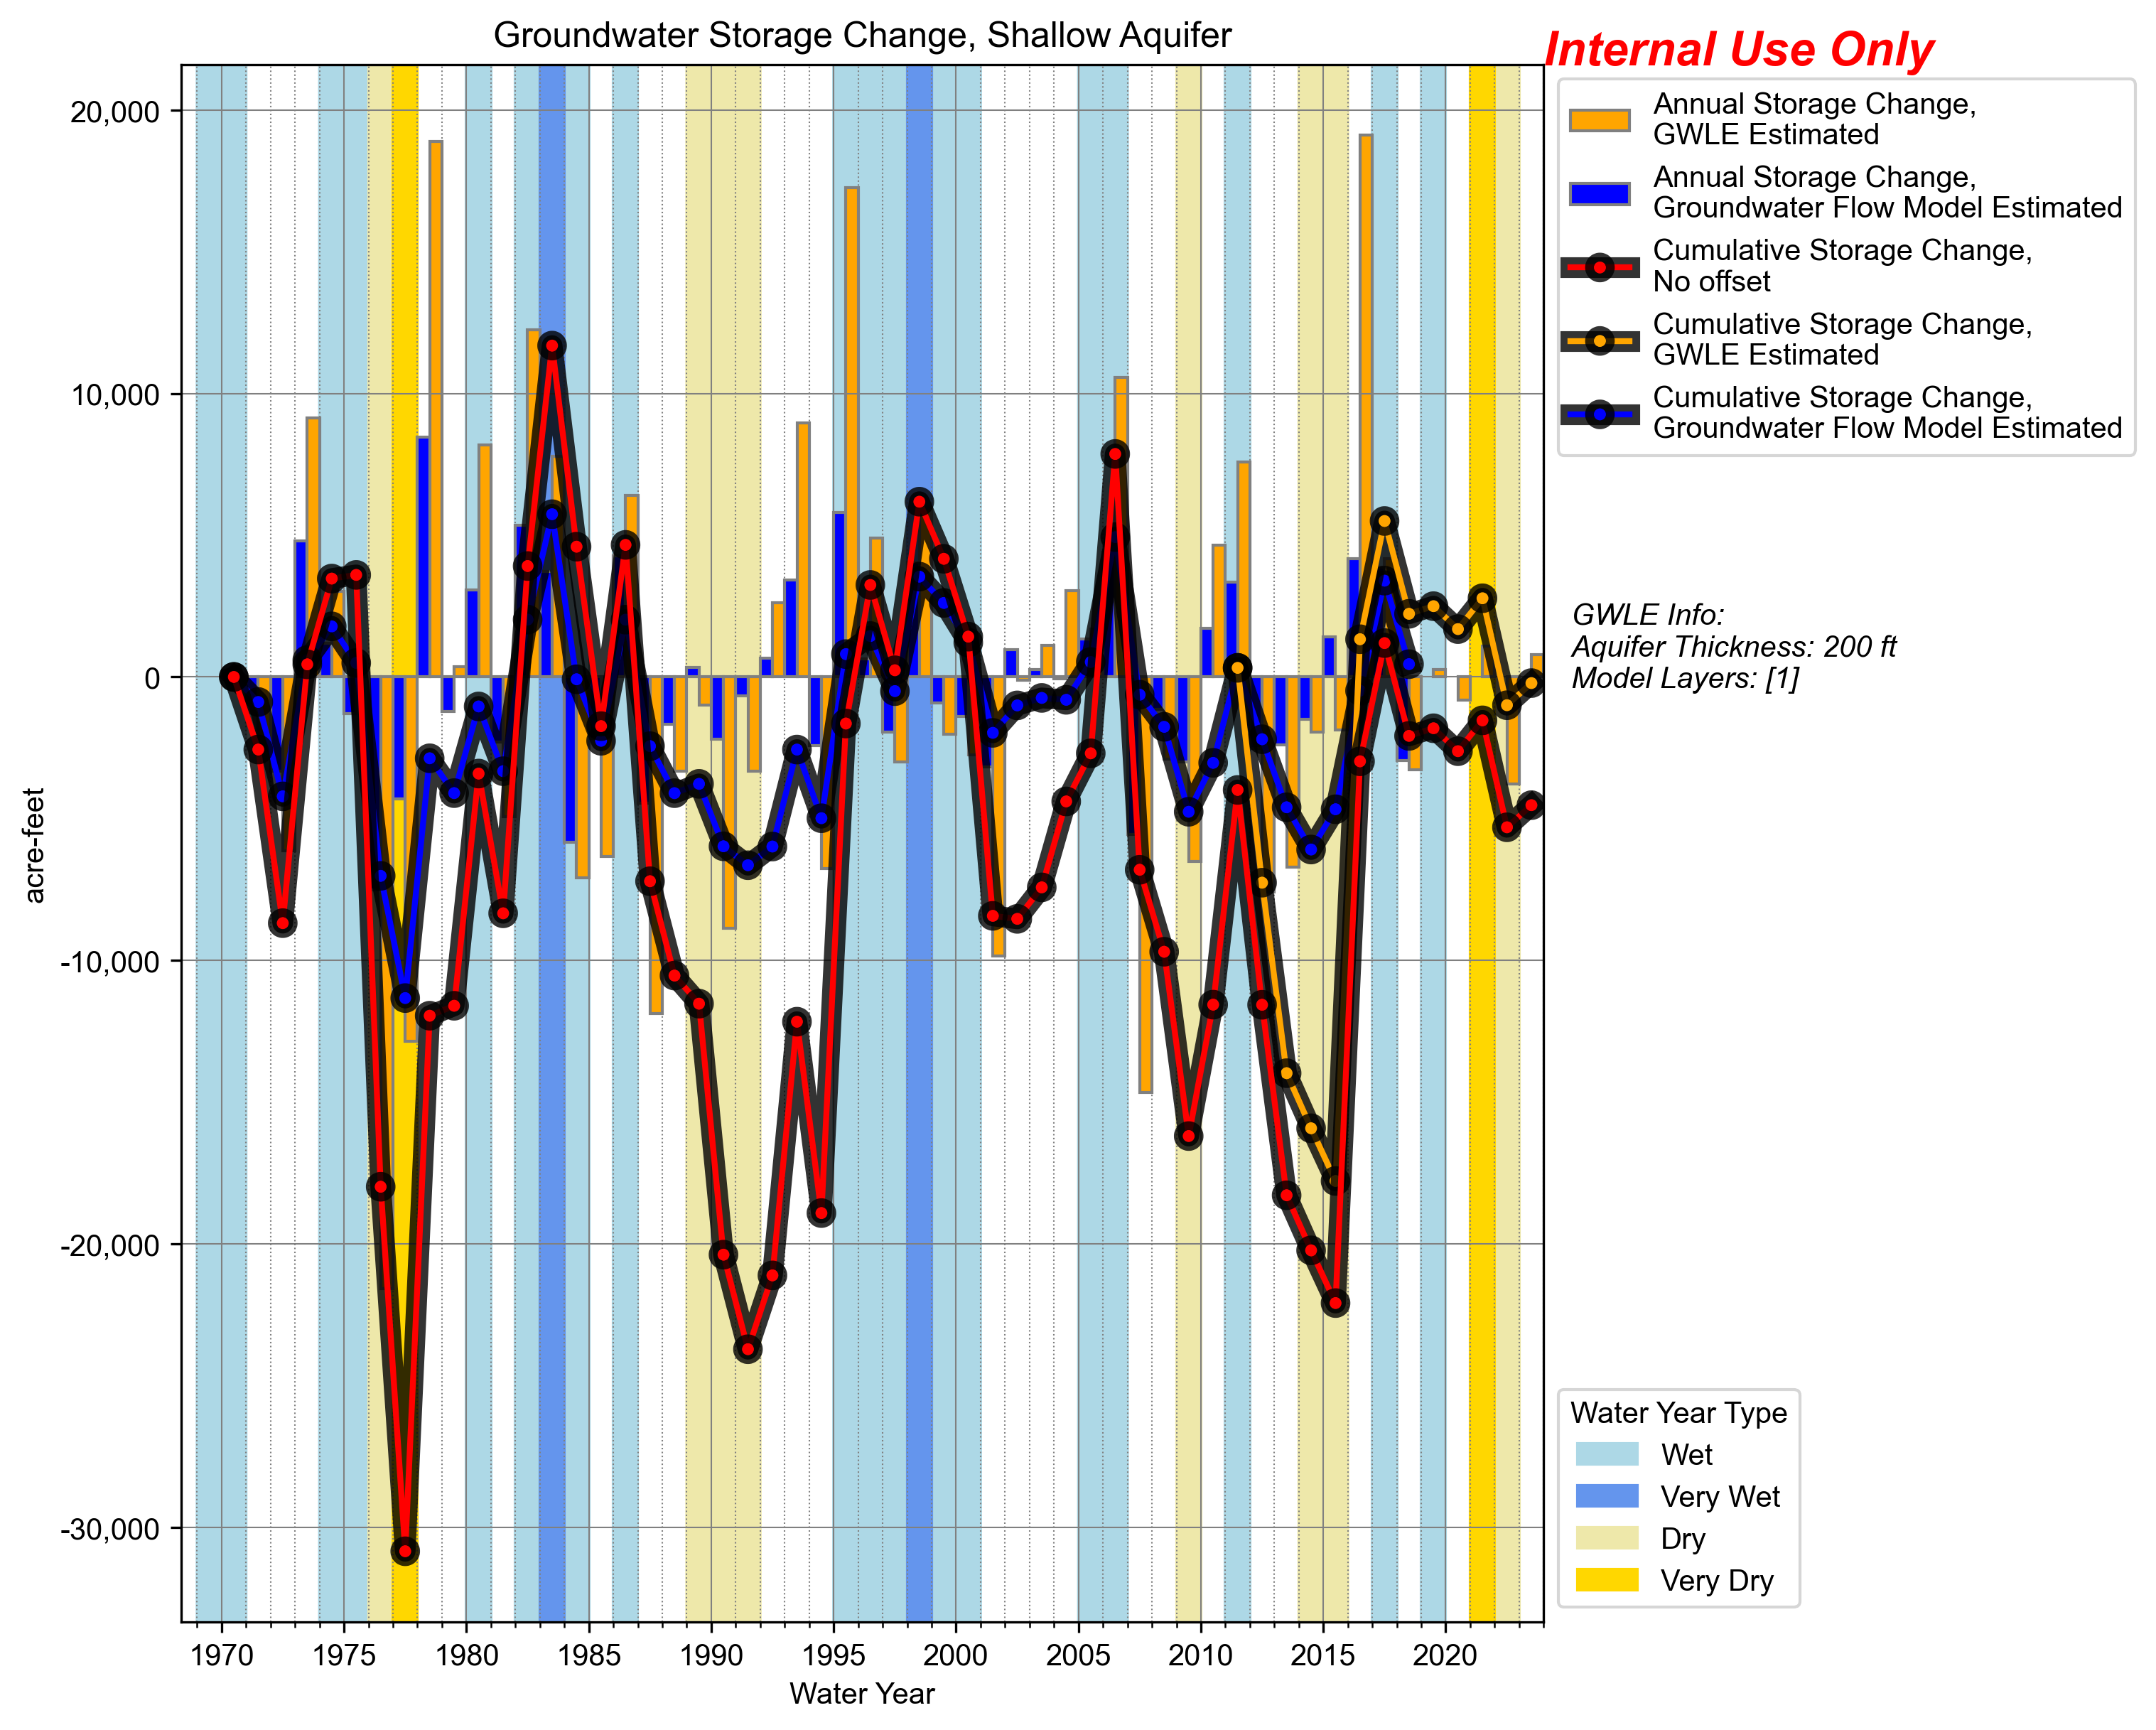 Groundwater Storage Change, Shallow Aquifer
Internal Use Only
Annual Storage Change,
GWLE Estimated
Annual Storage Change,
Groundwater Flow Model Estimated
Cumulative Storage Change,
No offset
Cumulative Storage Change,
GWLE Estimated
Cumulative Storage Change,
Groundwater Flow Model Estimated
GWLE Info:
Aquifer Thickness: 200 ft
Model Layers: [1]
Water Year Type
Wet
Very Wet
Dry
Very Dry
acre-feet
20,000
10,000
0
-10,000
-20,000
-30,000
1970 1975 1980 1985 1990 1995 2000 2005 2010 2015 2020
Water Year